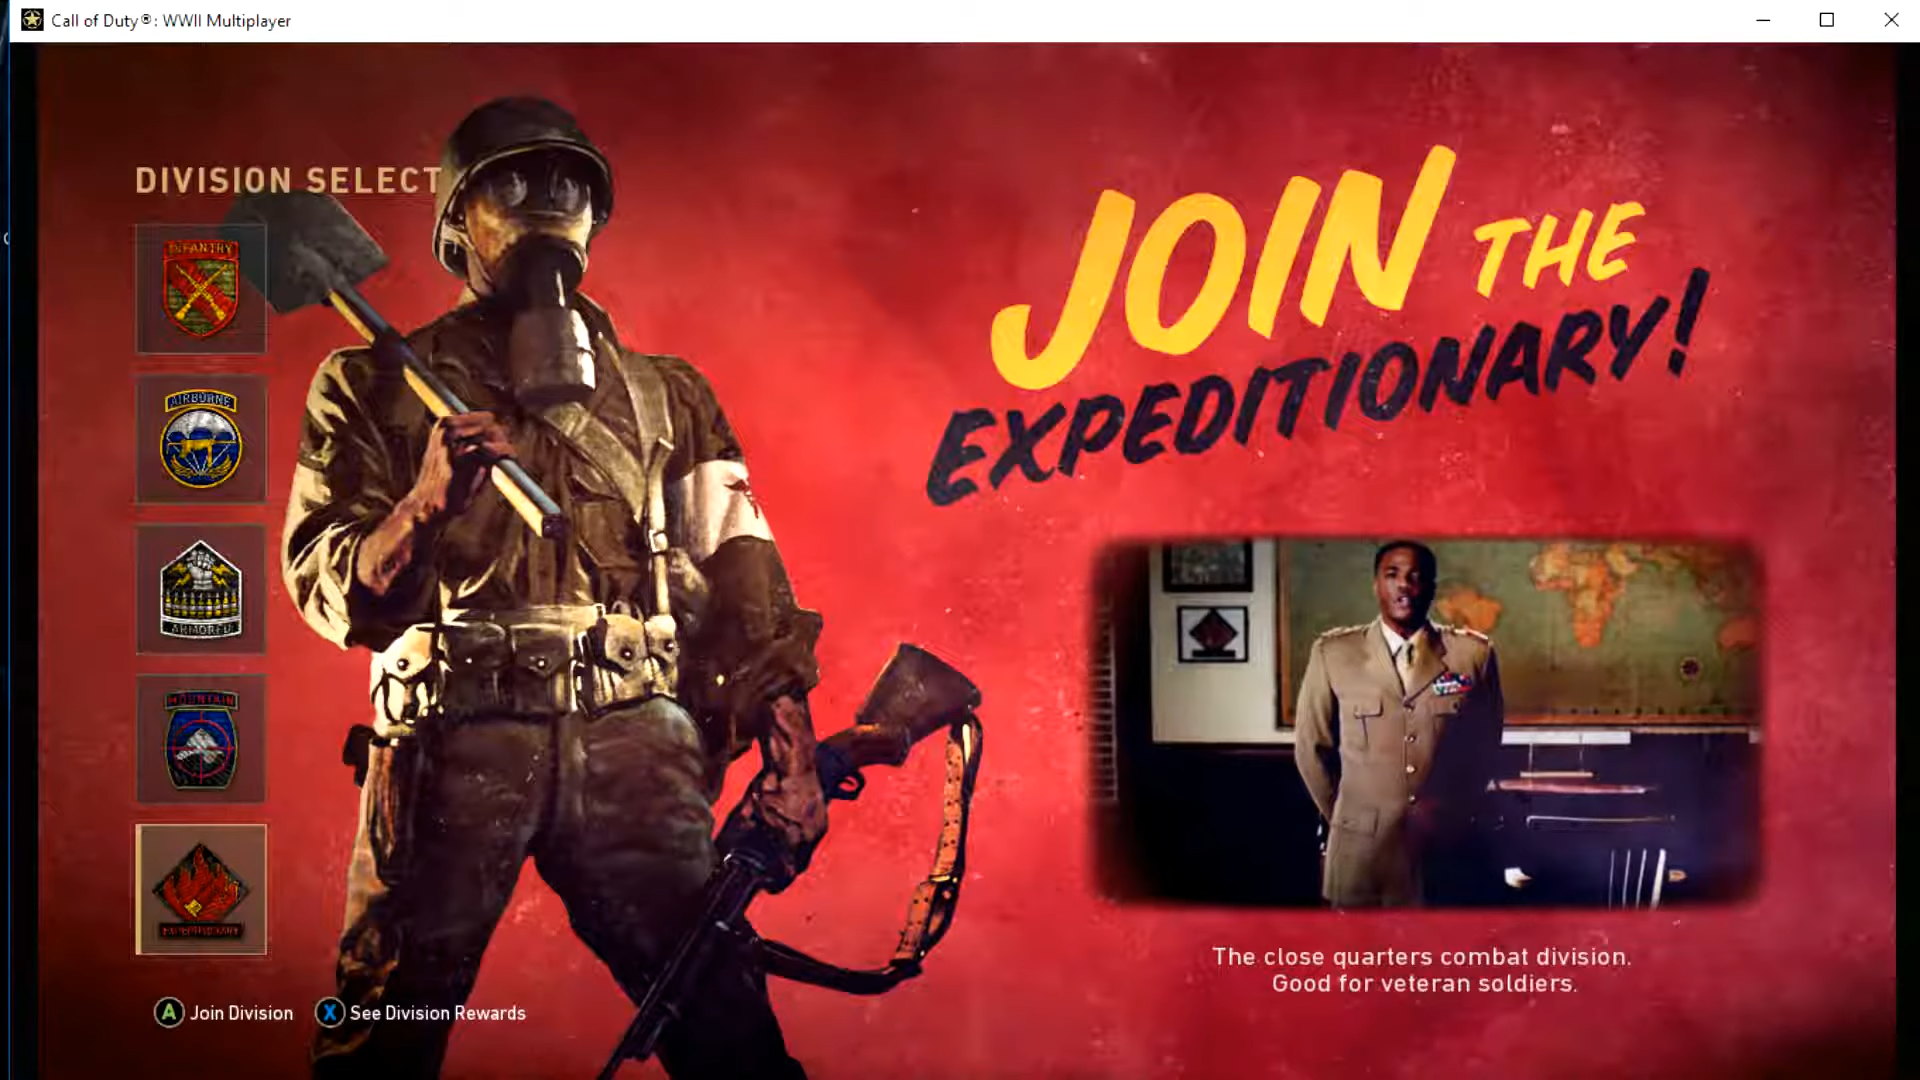 Call of Duty®: WWII Multiplayer
DIVISION SELECT
INFANTRY
AIRBORNE
ARMORED
MOUNTAIN
EXPEDITIONARY
JOIN THE
EXPEDITIONARY!
The close quarters combat division.
Good for veteran soldiers.
A Join Division
X See Division Rewards